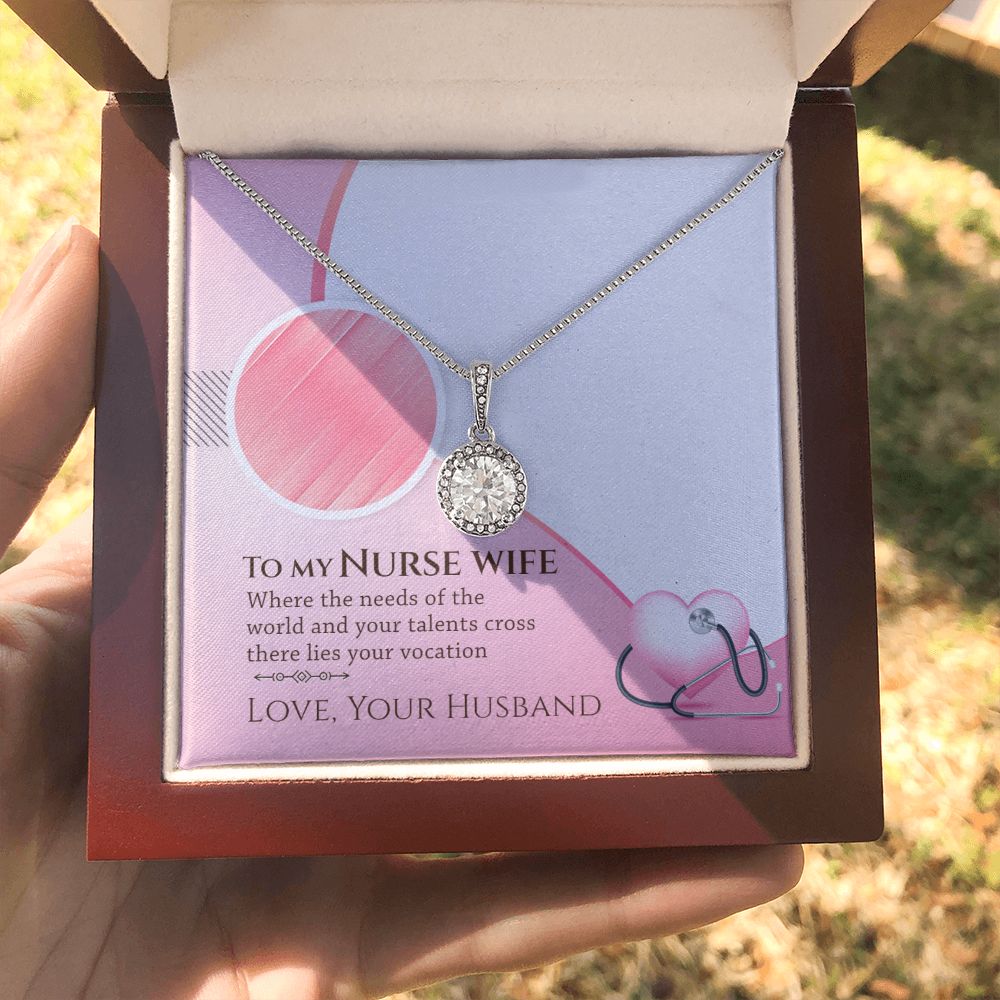 To my Nurse wife
Where the needs of the
world and your talents cross
there lies your vocation
Love, Your Husband